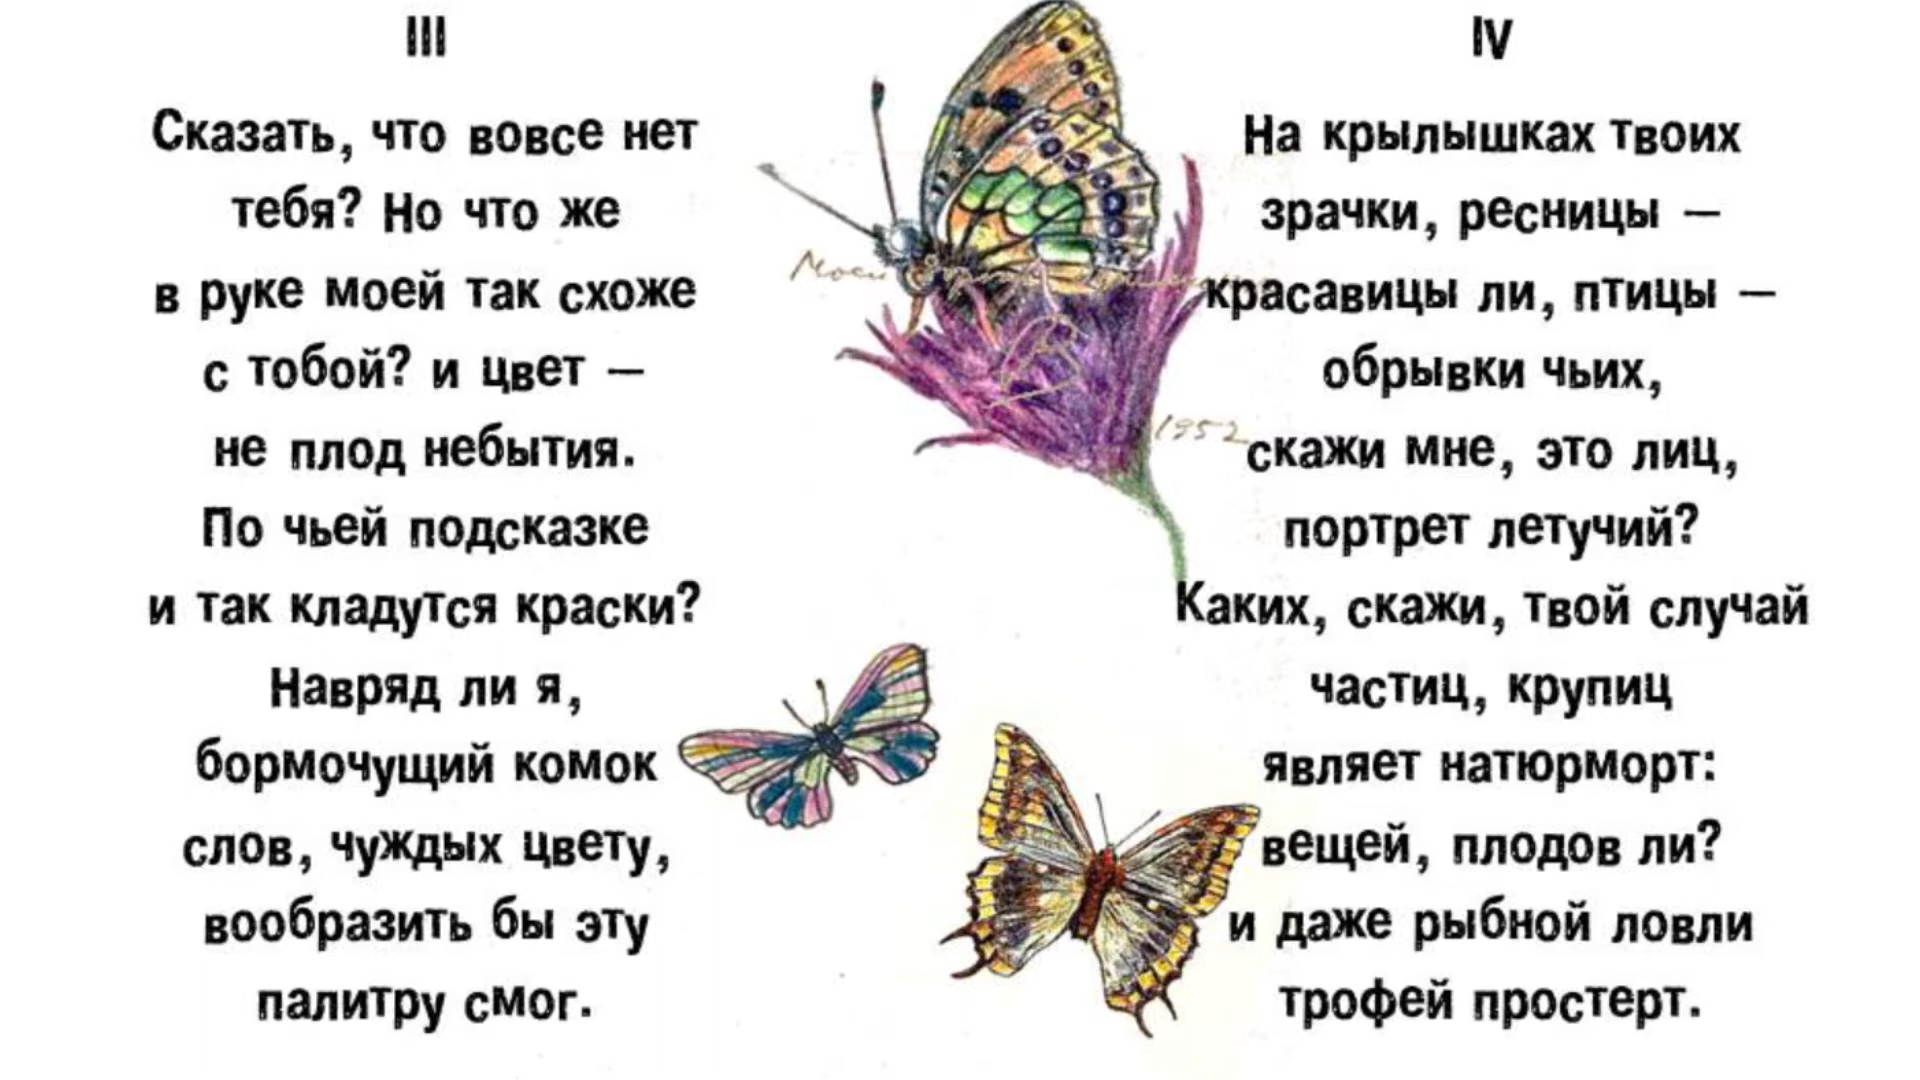 III
Сказать, что вовсе нет
тебя? Но что же
в руке моей так схоже
с тобой? и цвет —
не плод небытия.
По чьей подсказке
и так кладутся краски?
Навряд ли я,
бормочущий комок
слов, чуждых цвету,
вообразить бы эту
палитру смог.
IV
На крылышках твоих
зрачки, ресницы —
красавицы ли, птицы —
обрывки чьих,
скажи мне, это лиц,
портрет летучий?
Каких, скажи, твой случай
частиц, крупиц
являет натюрморт:
вещей, плодов ли?
и даже рыбной ловли
трофей простерт.
1952